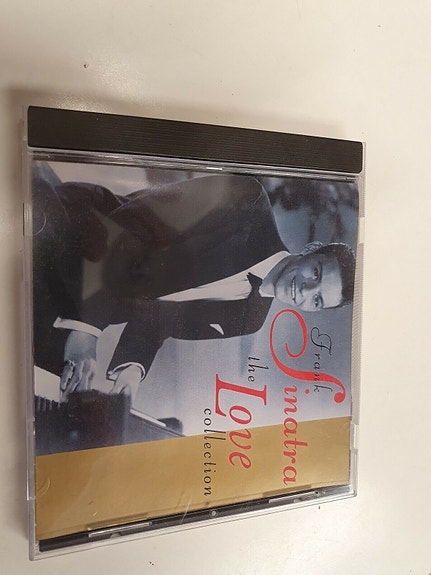 Frank
Sinatra
the
Love
collection